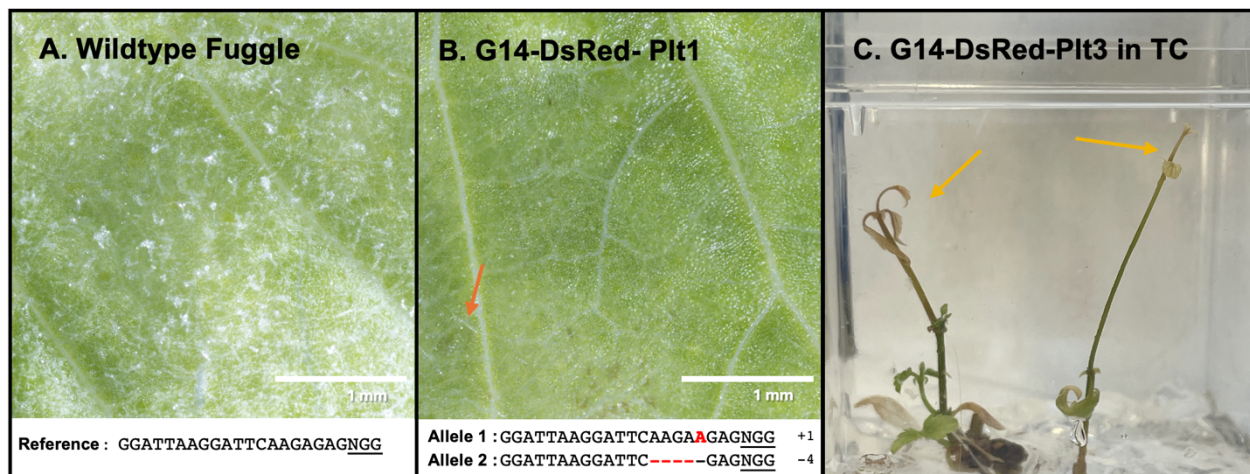 A. Wildtype Fuggle
B. G14-DsRed- Plt1
C. G14-DsRed-Plt3 in TC
1 mm
1 mm
Reference : GGATTAAGGATTCAAGAGAGNGG
Allele 1 : GGATTAAGGATTCAAGAAGAGNGG +1
Allele 2 : GGATTAAGGATTC-----GAGNGG -4